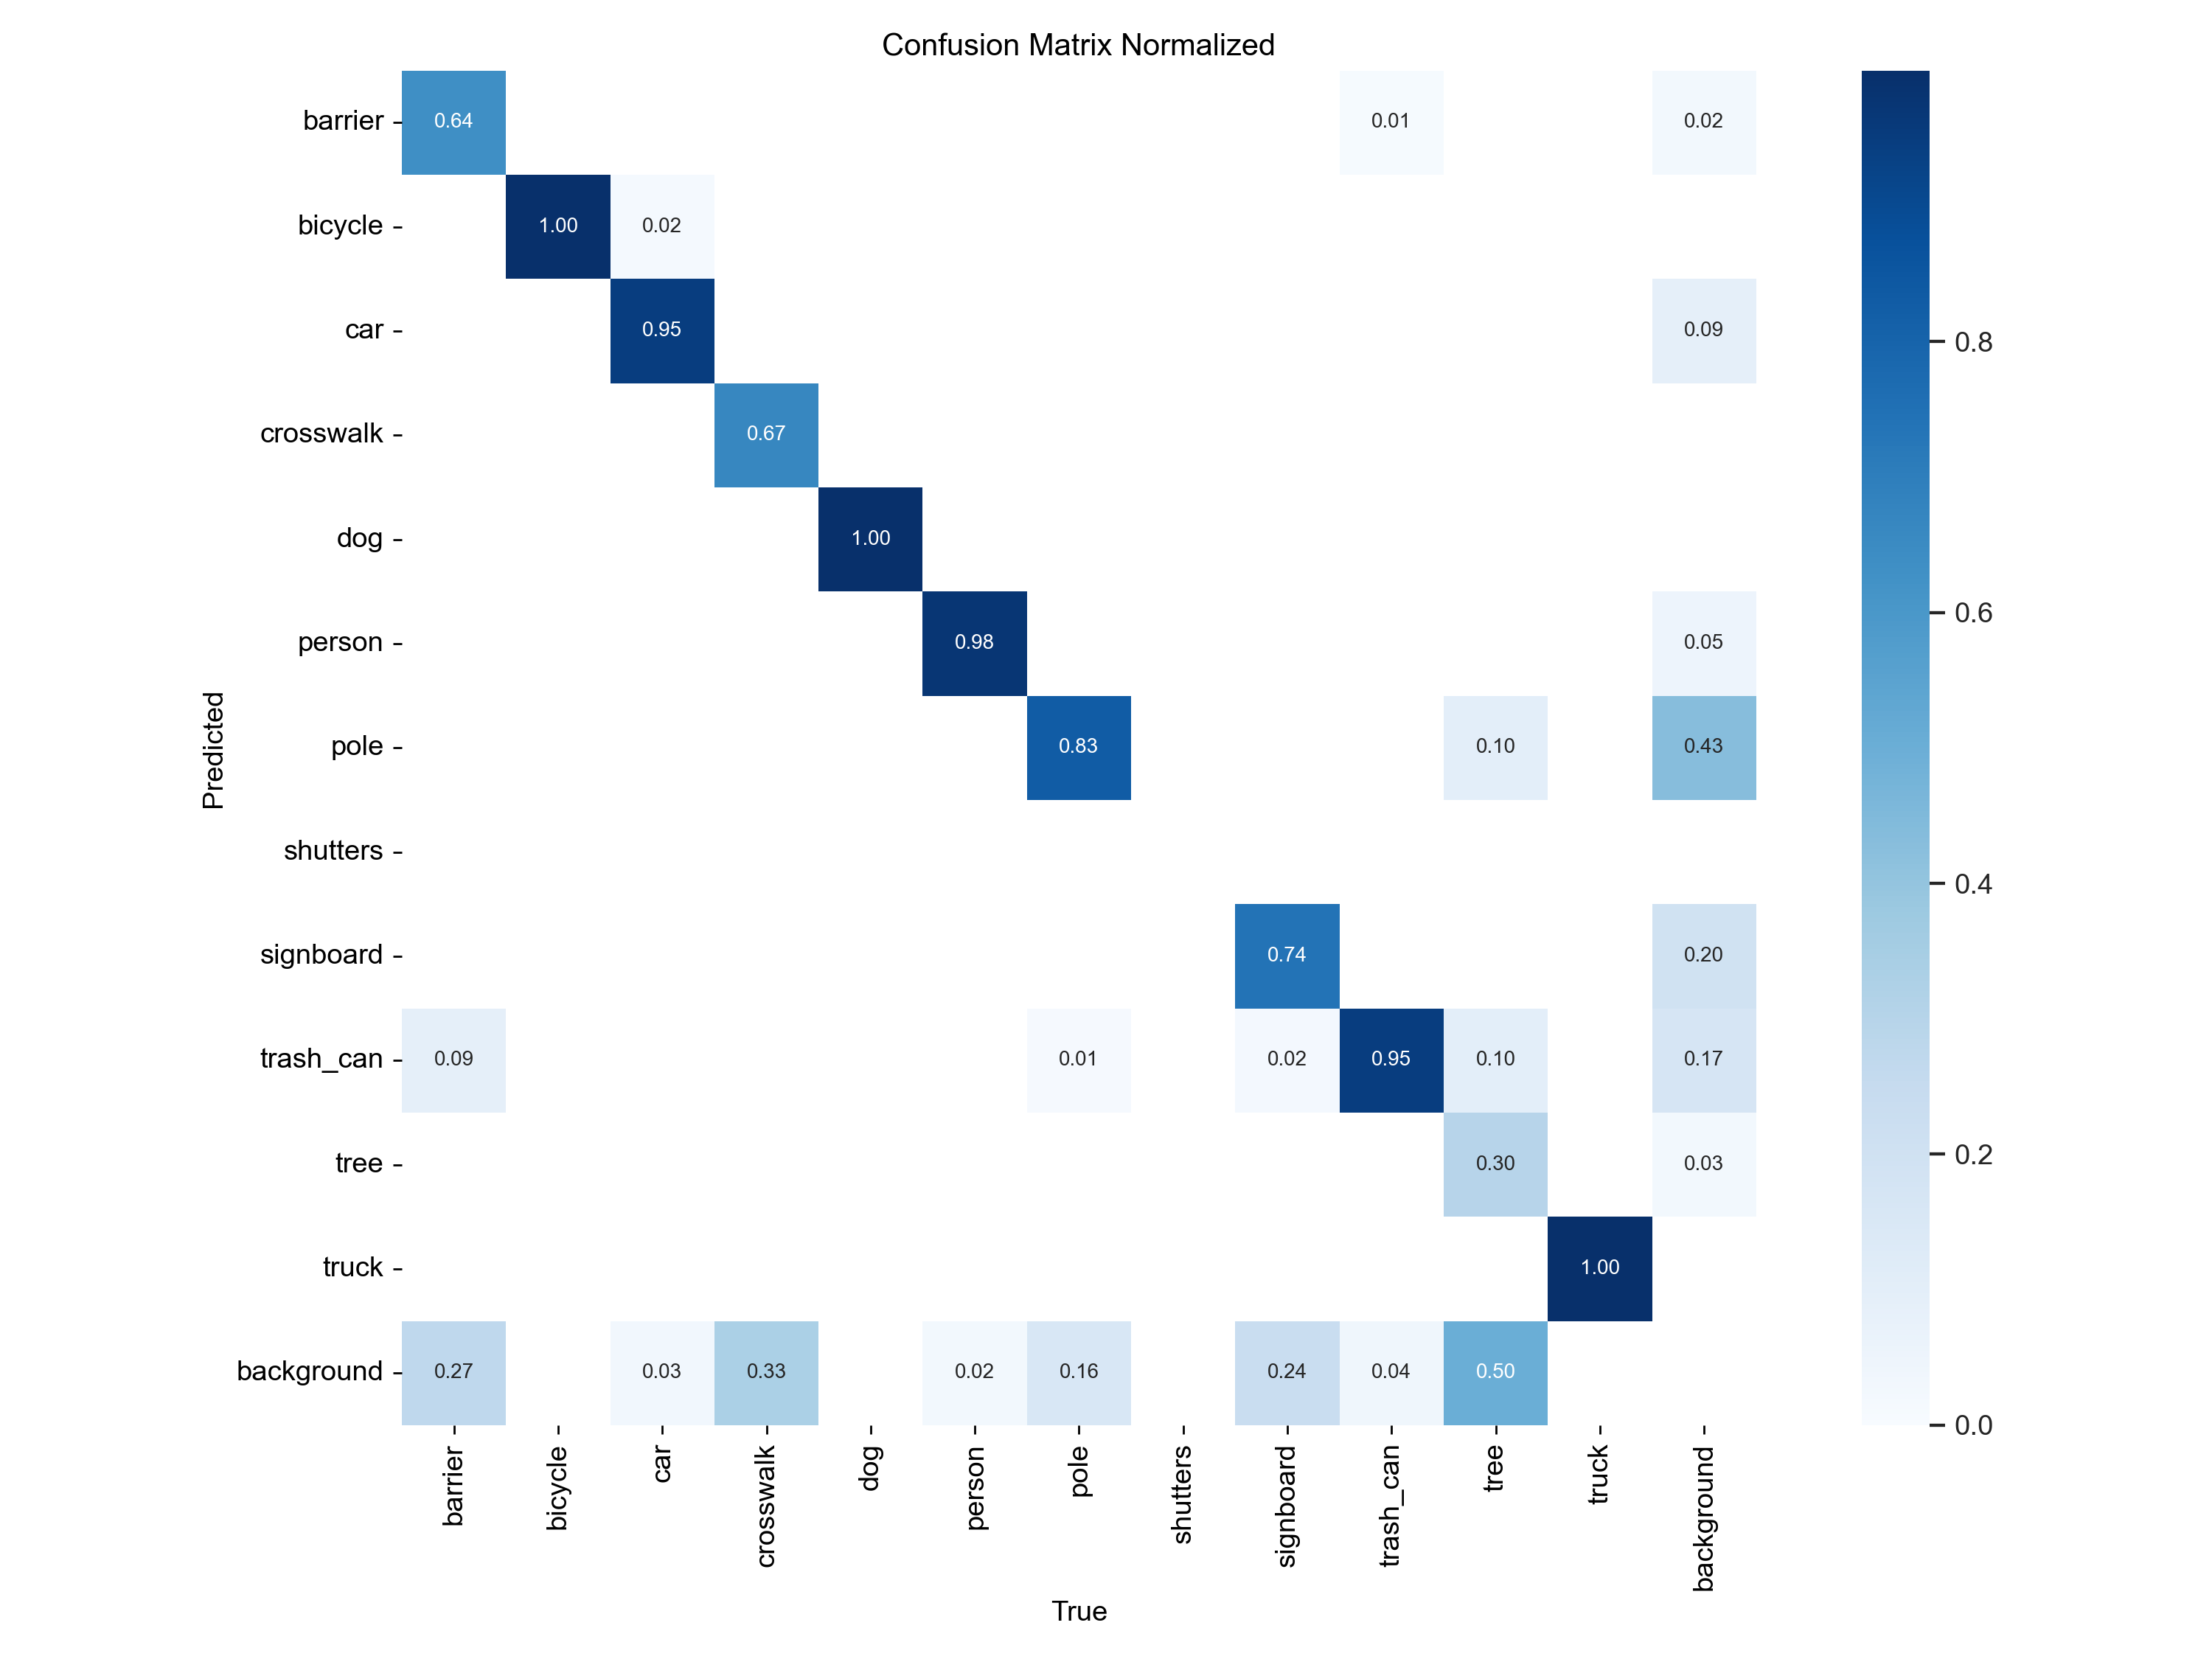 Confusion Matrix Normalized
barrier 0.64 0.01 0.02
bicycle 1.00 0.02
car 0.95 0.09
crosswalk 0.67
dog 1.00
person 0.98 0.05
pole 0.83 0.10 0.43
shutters
signboard 0.74 0.20
trash_can 0.09 0.01 0.02 0.95 0.10 0.17
tree 0.30 0.03
truck 1.00
background 0.27 0.03 0.33 0.02 0.16 0.24 0.04 0.50
Predicted
barrier bicycle car crosswalk dog person pole shutters signboard trash_can tree truck background
True
0.8
0.6
0.4
0.2
0.0